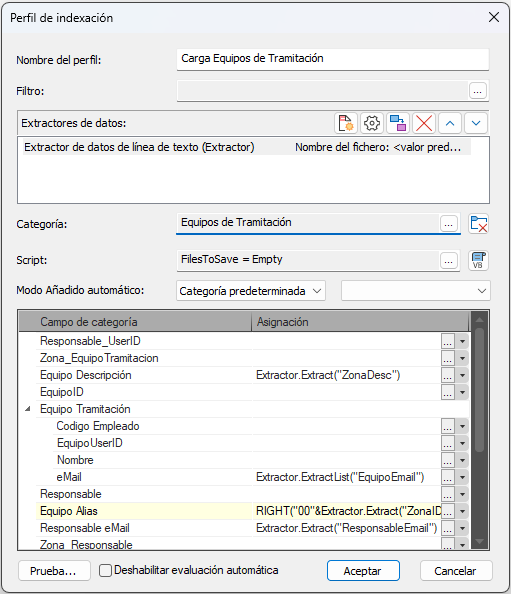 Perfil de indexación
Nombre del perfil: Carga Equipos de Tramitación
Filtro: ...
Extractores de datos:
Extractor de datos de línea de texto (Extractor) Nombre del fichero: <valor pred...
Categoría: Equipos de Tramitación ...
Script: FilesToSave = Empty ... VB
Modo Añadido automático: Categoría predeterminada
Campo de categoría Asignación
Responsable_UserID ...
Zona_EquipoTramitacion ...
Equipo Descripción Extractor.Extract("ZonaDesc") ...
EquipoID ...
Equipo Tramitación
Codigo Empleado ...
EquipoUserID ...
Nombre ...
eMail Extractor.ExtractList("EquipoEmail") ...
Responsable ...
Equipo Alias RIGHT("00"&Extractor.Extract("ZonaID ...
Responsable eMail Extractor.Extract("ResponsableEmail") ...
Zona_Responsable ...
Prueba... Deshabilitar evaluación automática Aceptar Cancelar